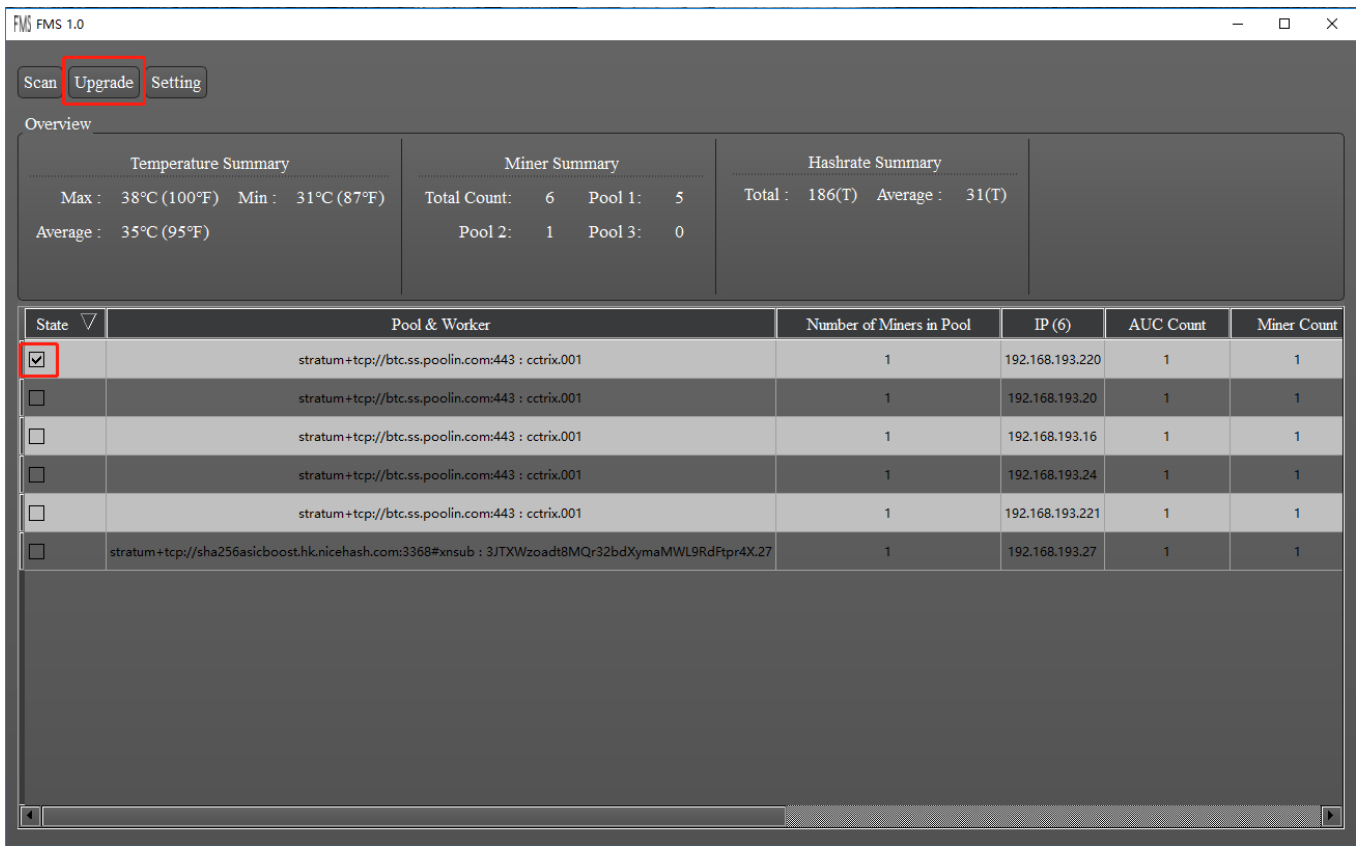 FMS FMS 1.0
Scan Upgrade Setting
Overview
Temperature Summary
Max : 38°C (100°F) Min : 31°C (87°F)
Average : 35°C (95°F)
Miner Summary
Total Count: 6 Pool 1: 5
Pool 2: 1 Pool 3: 0
Hashrate Summary
Total : 186(T) Average : 31(T)
State Pool & Worker Number of Miners in Pool IP (6) AUC Count Miner Count
stratum+tcp://btc.ss.poolin.com:443 : cctrix.001 1 192.168.193.220 1 1
stratum+tcp://btc.ss.poolin.com:443 : cctrix.001 1 192.168.193.20 1 1
stratum+tcp://btc.ss.poolin.com:443 : cctrix.001 1 192.168.193.16 1 1
stratum+tcp://btc.ss.poolin.com:443 : cctrix.001 1 192.168.193.24 1 1
stratum+tcp://btc.ss.poolin.com:443 : cctrix.001 1 192.168.193.221 1 1
stratum+tcp://sha256asicboost.hk.nicehash.com:3368#xnsub : 3JTXWzoadt8MQr32bdXymaMWL9RdFtpr4X.27 1 192.168.193.27 1 1